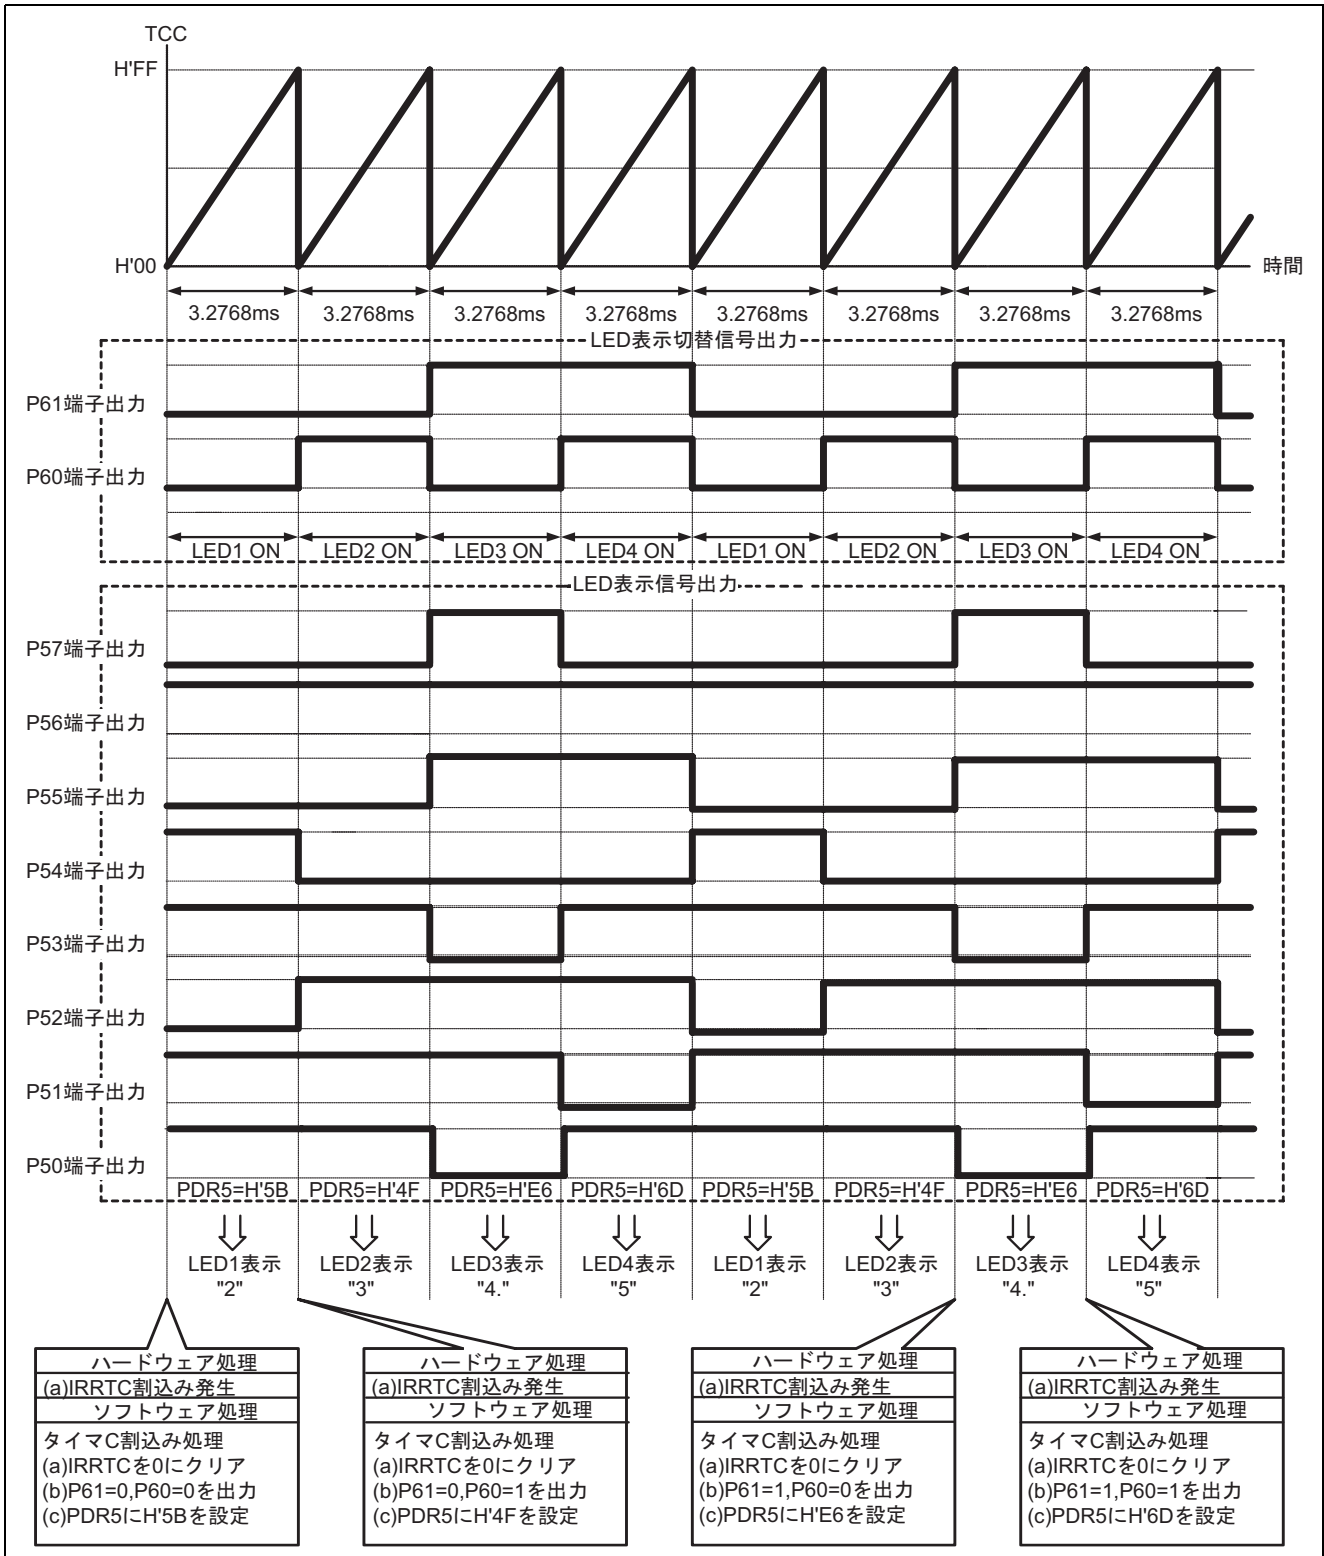 TCC
H'FF
H'00
時間
3.2768ms 3.2768ms 3.2768ms 3.2768ms 3.2768ms 3.2768ms 3.2768ms 3.2768ms
LED表示切替信号出力
P61端子出力
P60端子出力
LED1 ON LED2 ON LED3 ON LED4 ON LED1 ON LED2 ON LED3 ON LED4 ON
LED表示信号出力
P57端子出力
P56端子出力
P55端子出力
P54端子出力
P53端子出力
P52端子出力
P51端子出力
P50端子出力
PDR5=H'5B PDR5=H'4F PDR5=H'E6 PDR5=H'6D PDR5=H'5B PDR5=H'4F PDR5=H'E6 PDR5=H'6D
LED1表示 LED2表示 LED3表示 LED4表示 LED1表示 LED2表示 LED3表示 LED4表示
"2" "3" "4." "5" "2" "3" "4." "5"
ハードウェア処理
(a)IRRTC割込み発生
ソフトウェア処理
タイマC割込み処理
(a)IRRTCを0にクリア
(b)P61=0,P60=0を出力
(c)PDR5にH'5Bを設定
ハードウェア処理
(a)IRRTC割込み発生
ソフトウェア処理
タイマC割込み処理
(a)IRRTCを0にクリア
(b)P61=0,P60=1を出力
(c)PDR5にH'4Fを設定
ハードウェア処理
(a)IRRTC割込み発生
ソフトウェア処理
タイマC割込み処理
(a)IRRTCを0にクリア
(b)P61=1,P60=0を出力
(c)PDR5にH'E6を設定
ハードウェア処理
(a)IRRTC割込み発生
ソフトウェア処理
タイマC割込み処理
(a)IRRTCを0にクリア
(b)P61=1,P60=1を出力
(c)PDR5にH'6Dを設定